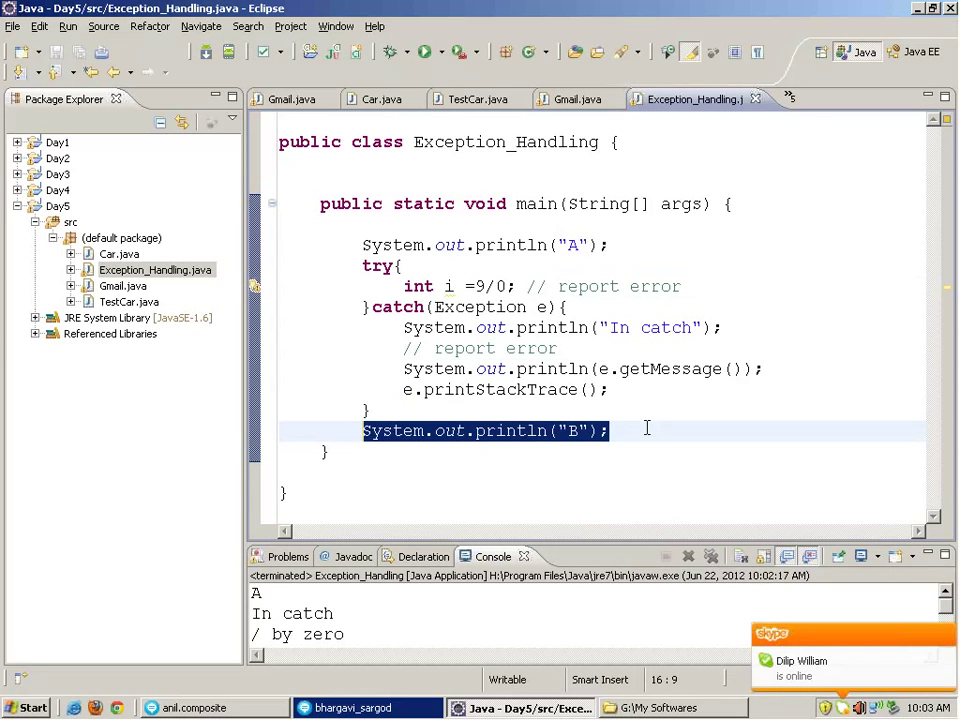 Java - Day5/src/Exception_Handling.java - Eclipse
File Edit Run Source Refactor Navigate Search Project Window Help
Java Java EE
Package Explorer
Gmail.java Car.java TestCar.java Gmail.java Exception_Handling.j »5
Day1
Day2
Day3
Day4
Day5
src
(default package)
Car.java
Exception_Handling.java
Gmail.java
TestCar.java
JRE System Library [JavaSE-1.6]
Referenced Libraries
public class Exception_Handling {
public static void main(String[] args) {
System.out.println("A");
try{
int i =9/0; // report error
}catch(Exception e){
System.out.println("In catch");
// report error
System.out.println(e.getMessage());
e.printStackTrace();
}
System.out.println("B");
}
}
Problems Javadoc Declaration Console
<terminated> Exception_Handling [Java Application] H:\Program Files\Java\jre7\bin\javaw.exe (Jun 22, 2012 10:02:17 AM)
A
In catch
/ by zero
skype
Dilip William
is online
Writable Smart Insert 16 : 9
Start anil.composite bhargavi_sargod Java - Day5/src/Exce... G:\My Softwares 10:03 AM